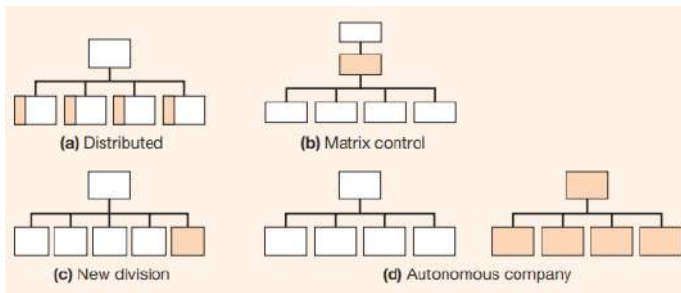 (a) Distributed
(b) Matrix control
(c) New division
(d) Autonomous company